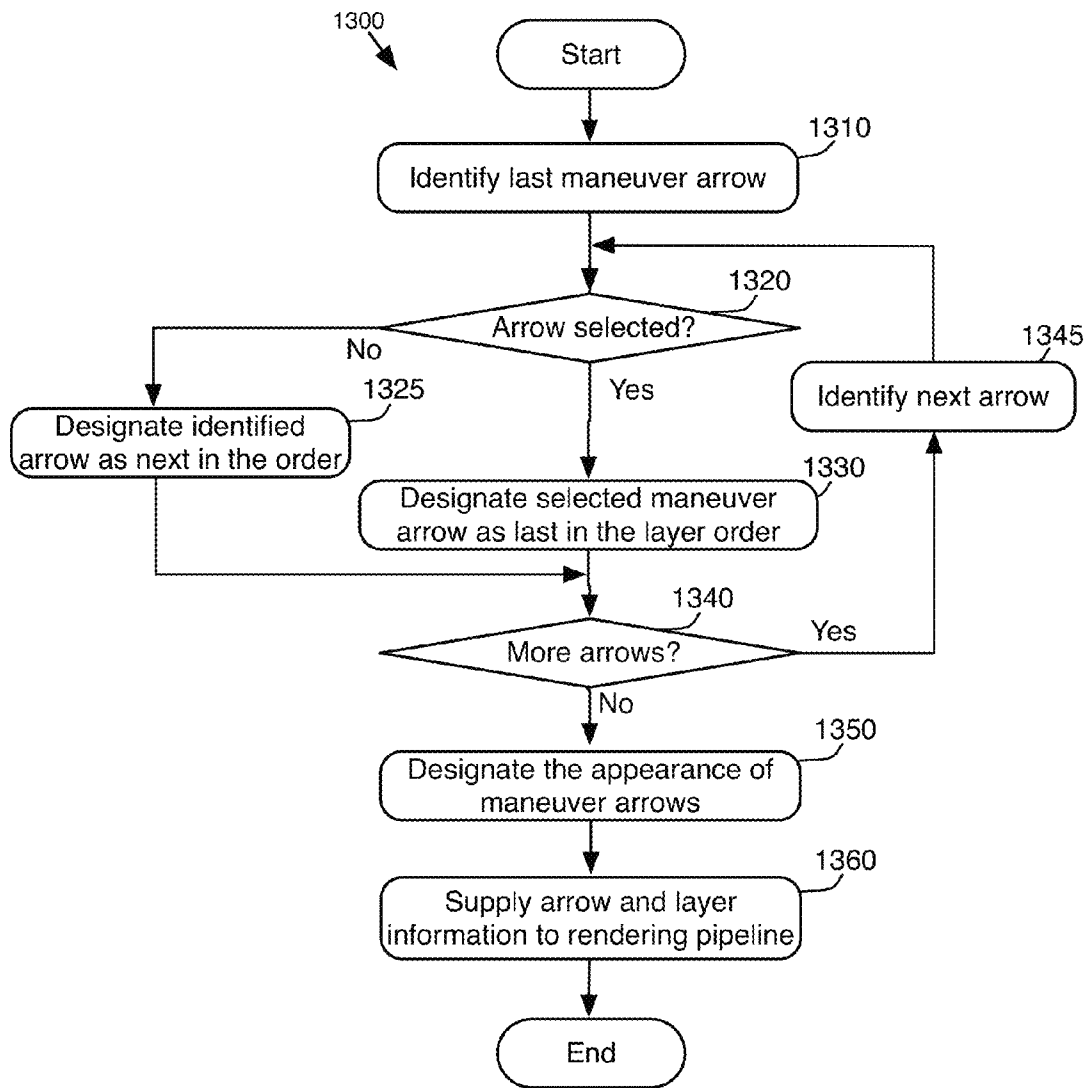 1300
Start
1310
Identify last maneuver arrow
1320
Arrow selected?
No
Yes
1345
Identify next arrow
1325
Designate identified
arrow as next in the order
1330
Designate selected maneuver
arrow as last in the layer order
1340
More arrows?
Yes
No
1350
Designate the appearance of
maneuver arrows
1360
Supply arrow and layer
information to rendering pipeline
End